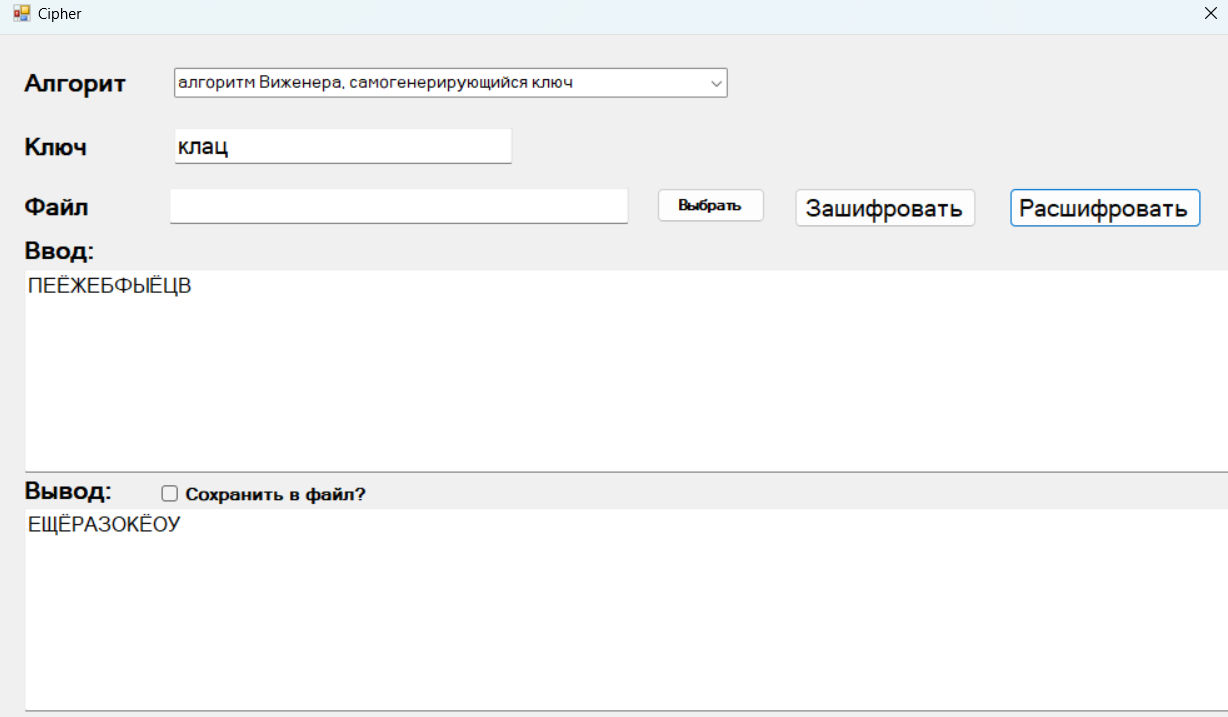 Cipher
Алгорит
алгоритм Виженера, самогенерирующийся ключ
Ключ
клац
Файл
Выбрать
Зашифровать
Расшифровать
Ввод:
ПЕЁЖЕБФЫЁЦВ
Вывод:
Сохранить в файл?
ЕЩЁРАЗОКЁОУ